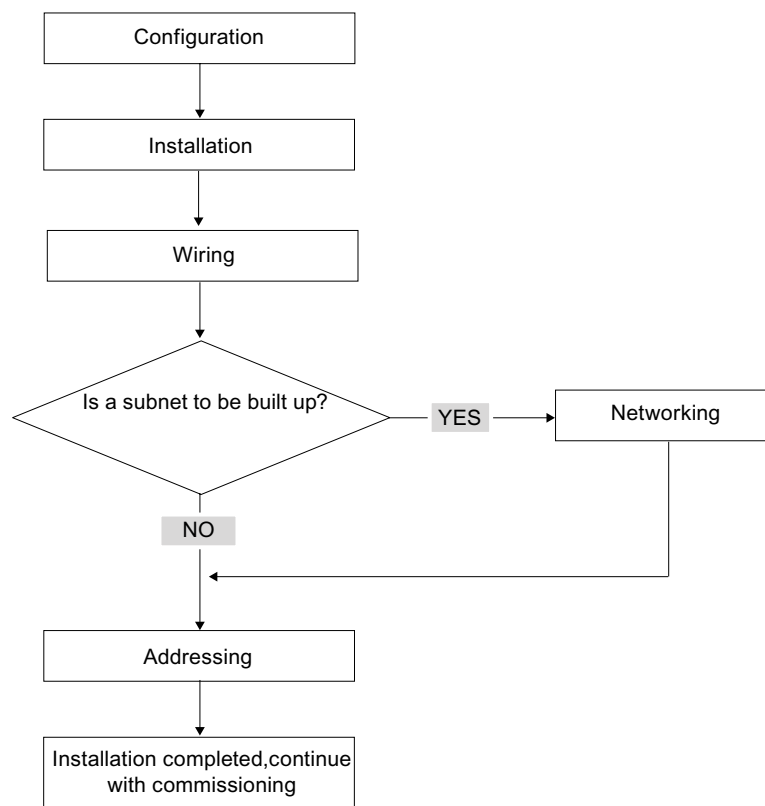 Configuration
Installation
Wiring
Is a subnet to be built up?
YES
Networking
NO
Addressing
Installation completed,continue
with commissioning